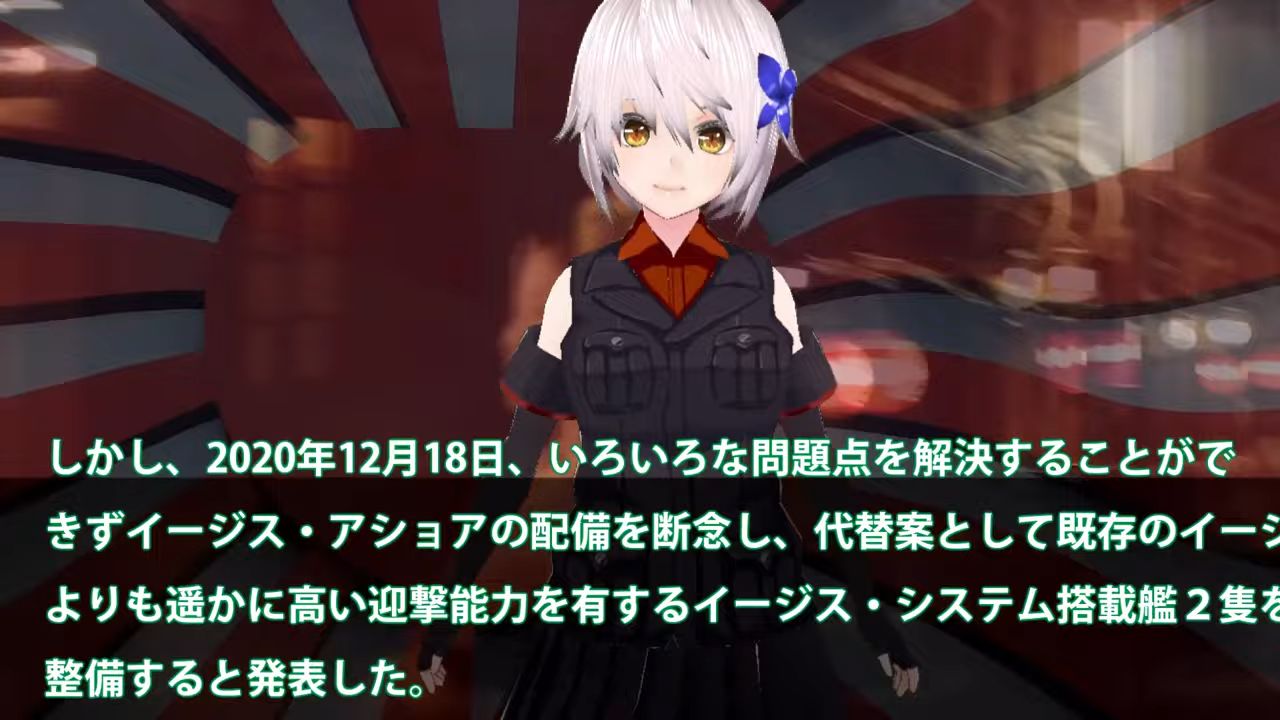 しかし、2020年12月18日、いろいろな問題点を解決することがで
きずイージス・アショアの配備を断念し、代替案として既存のイージ
よりも遥かに高い迎撃能力を有するイージス・システム搭載艦２隻を
整備すると発表した。